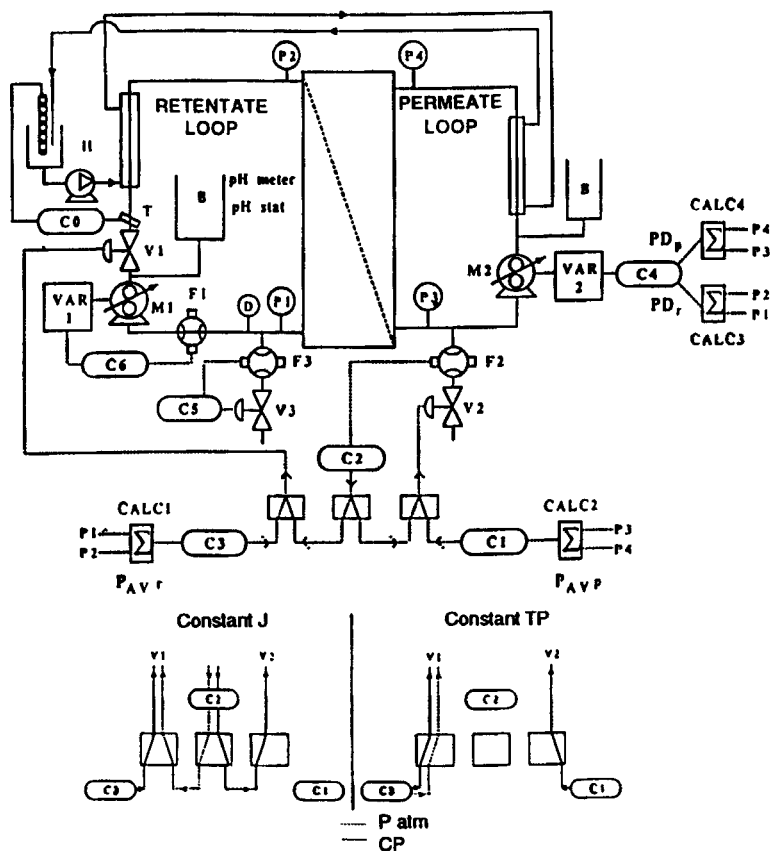 P2
P4
RETENTATE
LOOP
PERMEATE
LOOP
H
B
pH meter
pH stat
B
C0
T
V1
CALC4
P4
P3
PDp
M2
VAR
2
C4
PDr
P2
P1
CALC3
VAR
1
M1
F1
D
P1
P3
C6
F3
F2
C5
V3
V2
C2
CALC1
P1
P2
C3
PAV r
CALC2
C1
P3
P4
PAV p
Constant J
Constant TP
V1
C2
V2
V1
C2
V2
C3
C1
C3
C1
P atm
CP